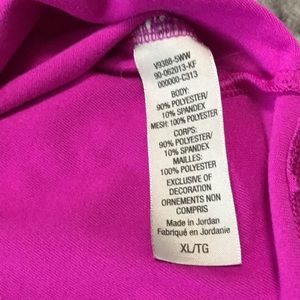 V9388-5WW
90-062013-KF
000000-C313
BODY:
90% POLYESTER/
10% SPANDEX
MESH: 100% POLYESTER
CORPS:
90% POLYESTER/
10% SPANDEX
MAILLES:
100% POLYESTER
EXCLUSIVE OF
DECORATION
ORNEMENTS NON
COMPRIS
Made in Jordan
Fabriqué en Jordanie
XL/TG